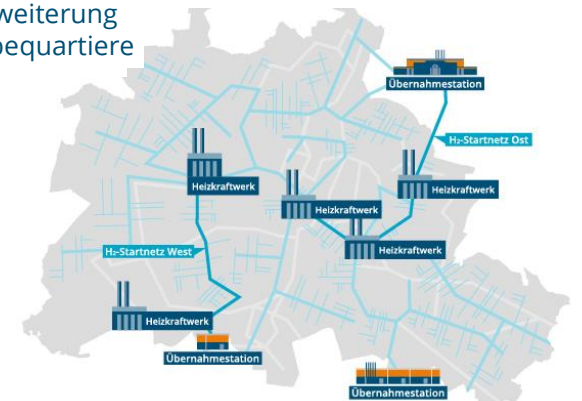 weiterung
bequartiere
Übernahmestation
H₂-Startnetz Ost
Heizkraftwerk
Heizkraftwerk
Heizkraftwerk
Heizkraftwerk
H₂-Startnetz West
Heizkraftwerk
Übernahmestation
Übernahmestation